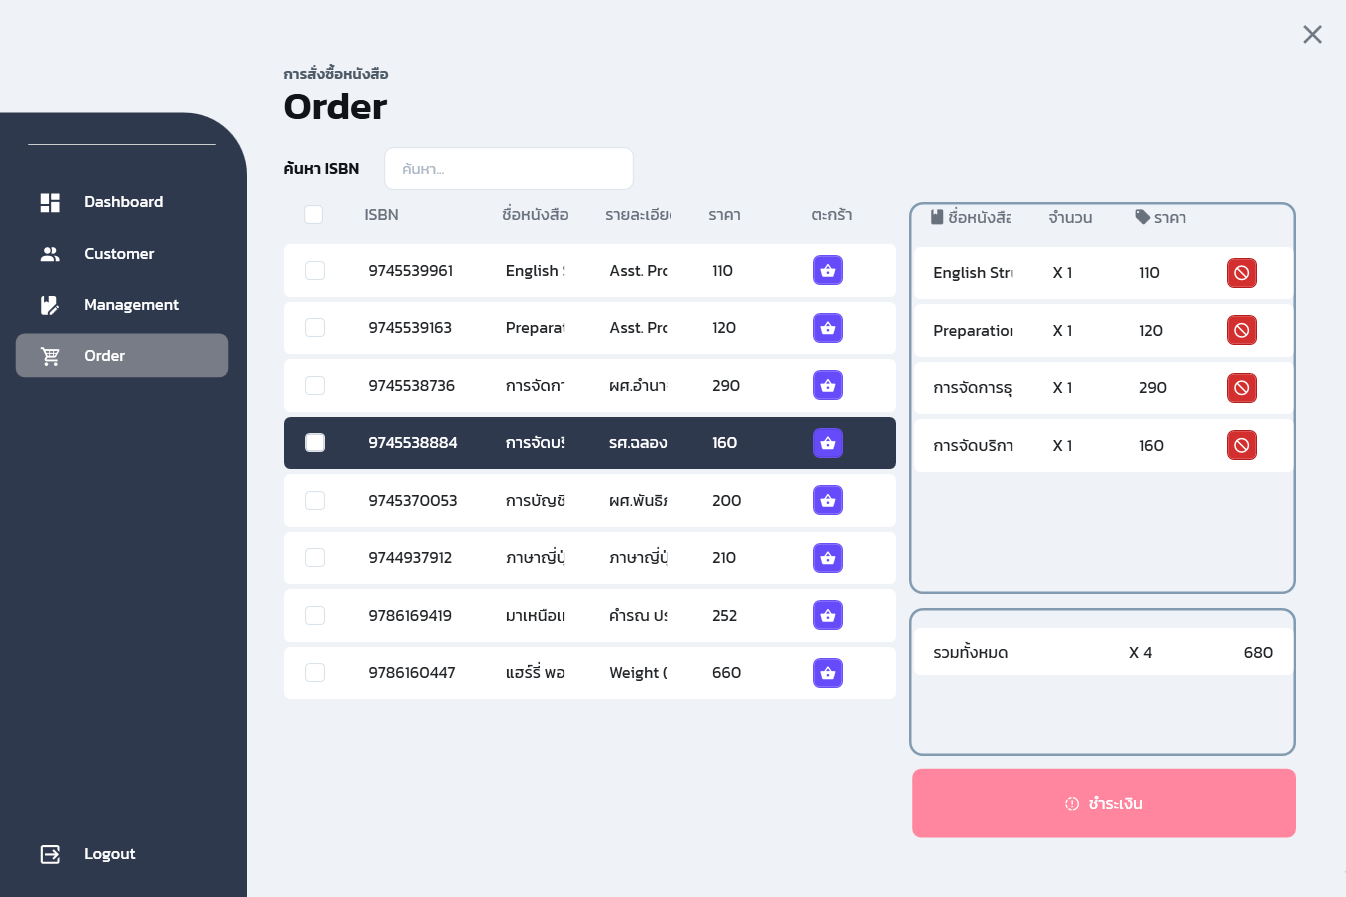 การสั่งซื้อหนังสือ
Order
ค้นหา ISBN ค้นหา...
Dashboard
Customer
Management
Order
Logout
ISBN ชื่อหนังสือ รายละเอีย ราคา ตะกร้า
9745539961 English Asst. Pro 110
9745539163 Prepara Asst. Pro 120
9745538736 การจัดก ผศ.อำนา 290
9745538884 การจัดบริ รศ.ฉลอง 160
9745370053 การบัญชี ผศ.พันธิ 200
9744937912 ภาษาญี่ปุ่ ภาษาญี่ปุ่ 210
9786169419 มาเหนือเ คำรณ ปร 252
9786160447 แฮร์รี่ พอ Weight ( 660
ชื่อหนังสือ จำนวน ราคา
English Str X 1 110
Preparatio X 1 120
การจัดการธุ X 1 290
การจัดบริกา X 1 160
รวมทั้งหมด X 4 680
ชำระเงิน